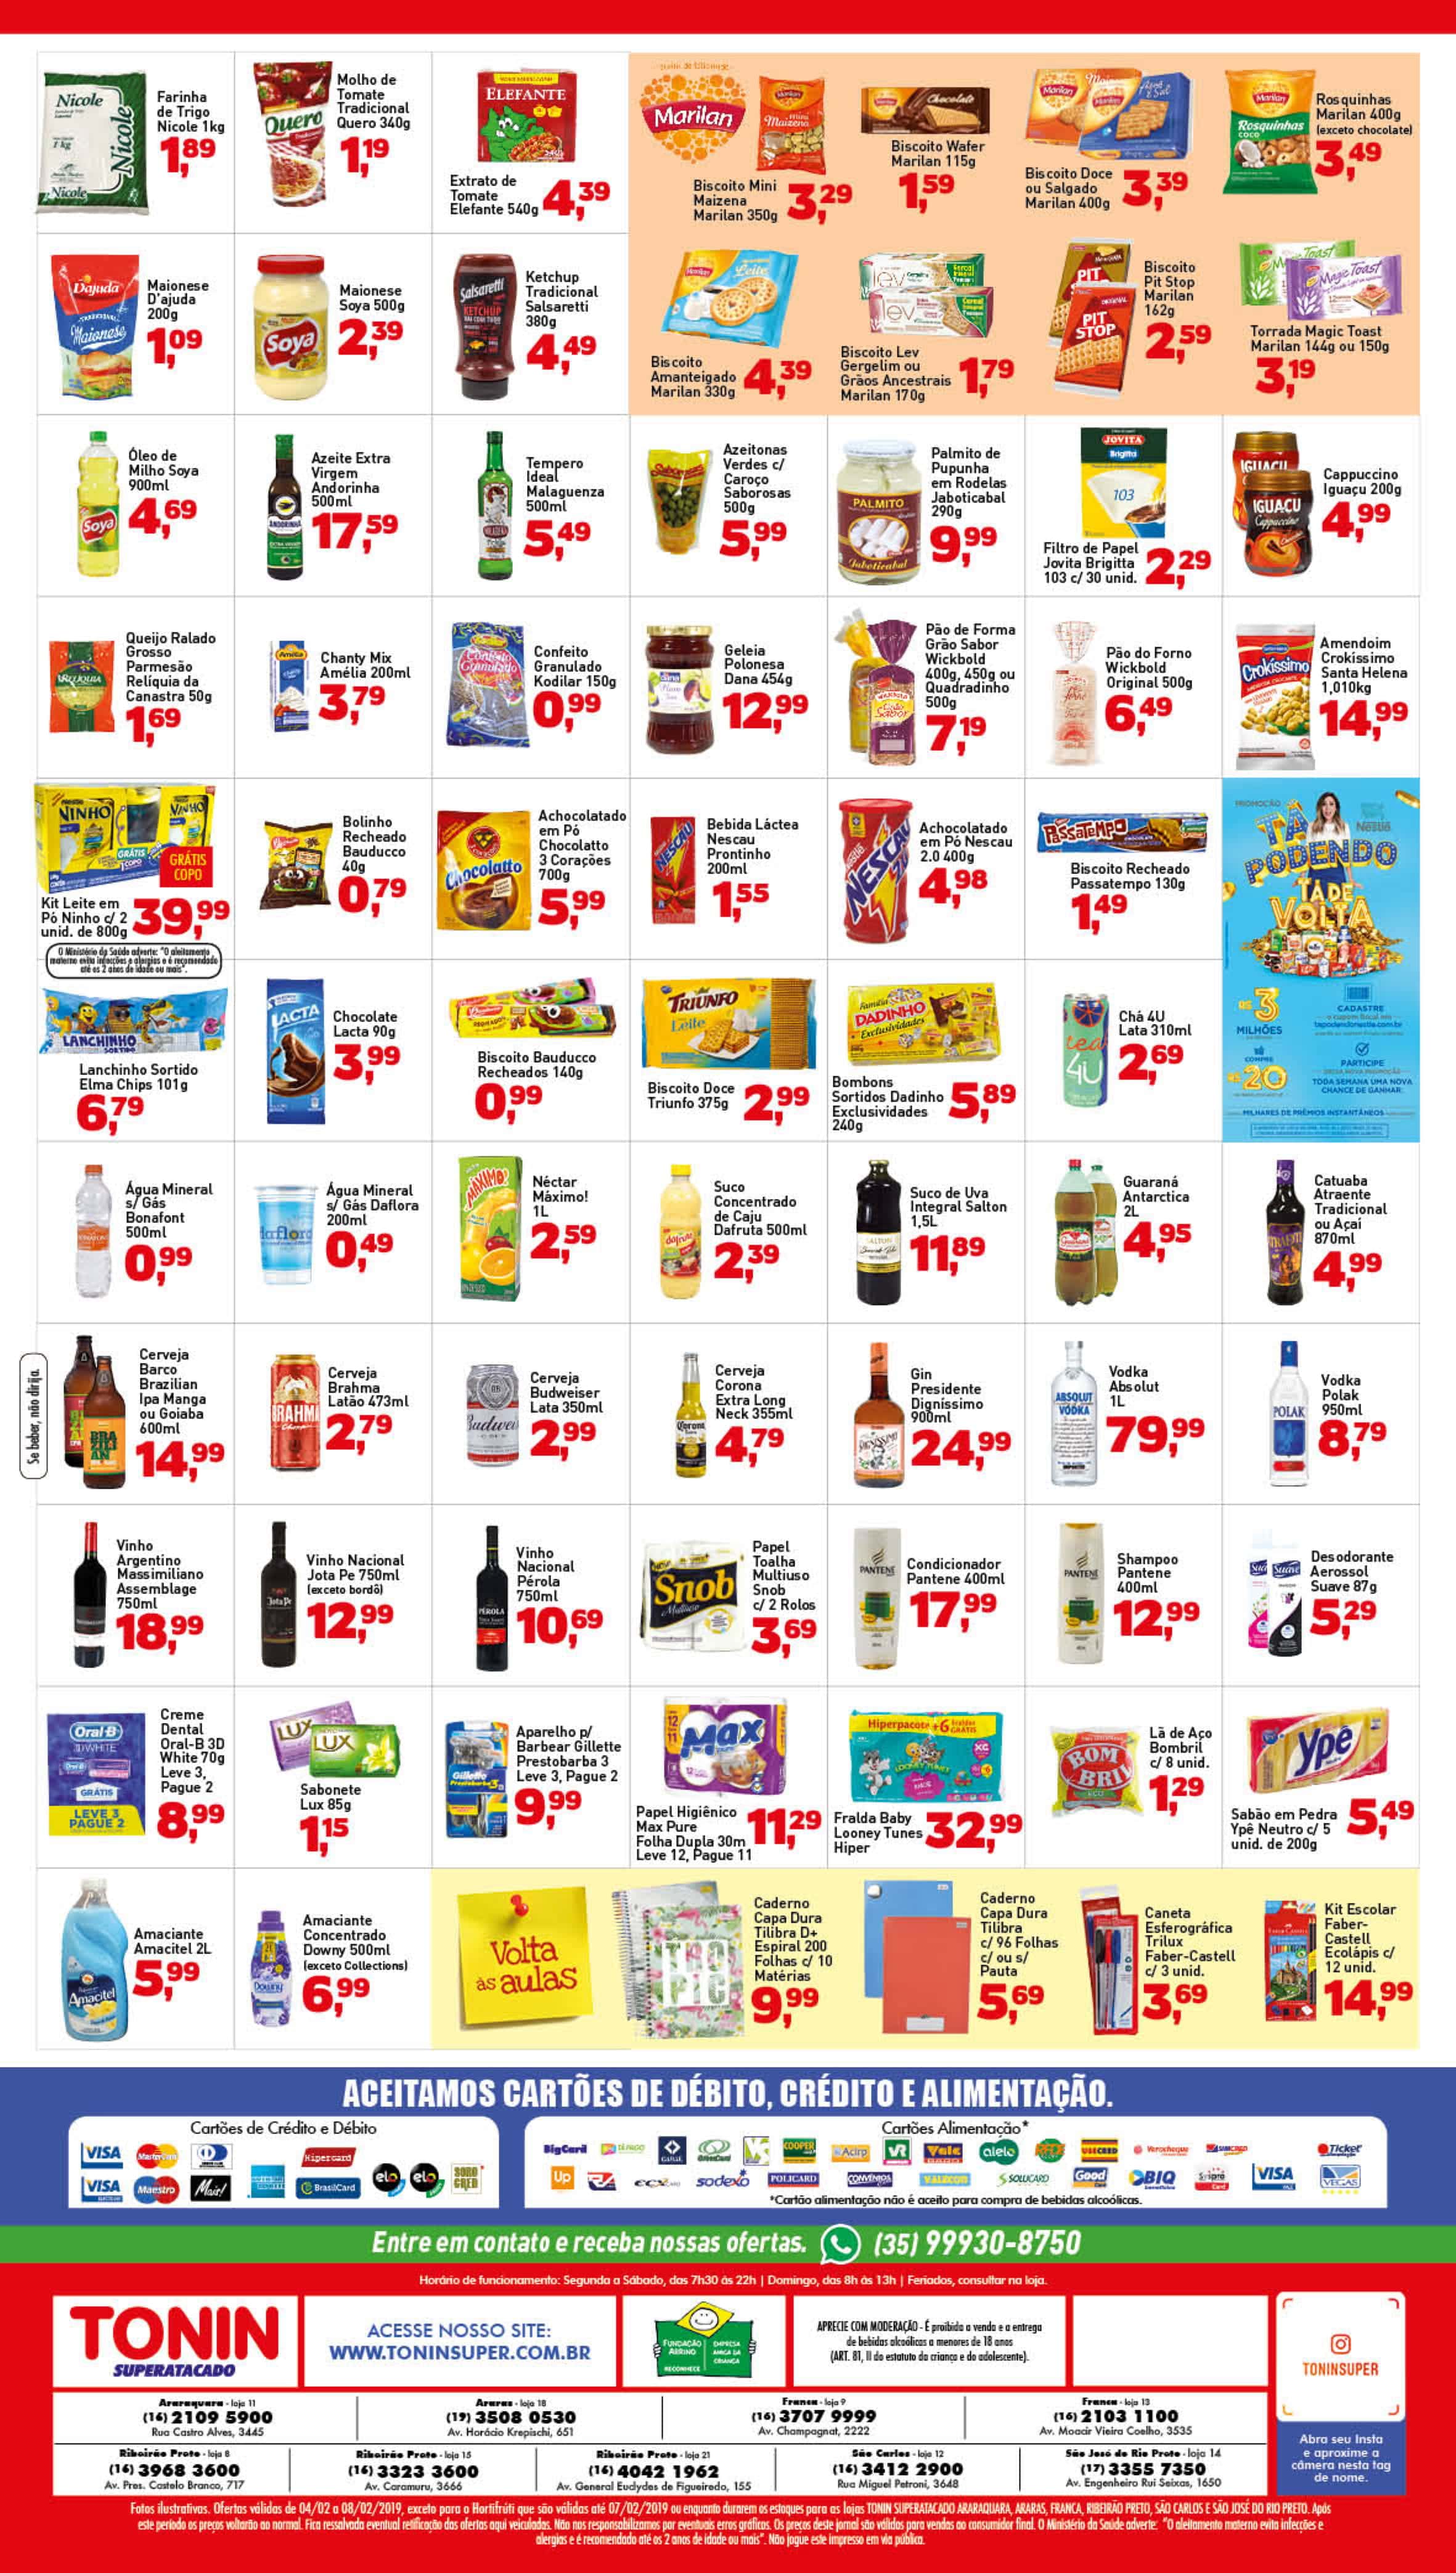 Farinha
de Trigo
Nicole 1kg
1,89
Molho de
Tomate
Tradicional
Quero 340g
1,19
ELEFANTE
Extrato de
Tomate
Elefante 540g
4,39
Marilan
Biscoito Mini
Maizena
Marilan 350g
3,29
Biscoito Wafer
Marilan 115g
1,59
Biscoito Doce
ou Salgado
Marilan 400g
3,39
Rosquinhas
Marilan 400g
(exceto chocolate)
3,49
Maionese
D'ajuda
200g
1,09
Maionese
Soya 500g
2,39
Ketchup
Tradicional
Salsaretti
380g
4,49
Biscoito
Amanteigado
Marilan 330g
4,39
Biscoito Lev
Gergelim ou
Grãos Ancestrais
Marilan 170g
1,79
Biscoito
Pit Stop
Marilan
162g
2,59
Torrada Magic Toast
Marilan 144g ou 150g
3,19
Óleo de
Milho Soya
900ml
4,69
Azeite Extra
Virgem
Andorinha
500ml
17,59
Tempero
Ideal
Malaguenza
500ml
5,49
Azeitonas
Verdes c/
Caroço
Saborosas
500g
5,99
Palmito de
Pupunha
em Rodelas
Jaboticabal
290g
9,99
Filtro de Papel
Jovita Brigitta
103 c/ 30 unid.
2,29
Cappuccino
Iguaçu 200g
4,99
Queijo Ralado
Grosso
Parmesão
Relíquia da
Canastra 50g
1,69
Chanty Mix
Amélia 200ml
3,79
Confeito
Granulado
Kodilar 150g
0,99
Geleia
Polonesa
Dana 454g
12,99
Pão de Forma
Grão Sabor
Wickbold
400g, 450g ou
Quadradinho
500g
7,19
Pão do Forno
Wickbold
Original 500g
6,49
Amendoim
Crokíssimo
Santa Helena
1,010kg
14,99
GRÁTIS
COPO
Kit Leite em
Pó Ninho c/ 2
unid. de 800g
39,99
O Ministério da Saúde adverte: "O aleitamento
materno evita infecções e alergias e é recomendado
até os 2 anos de idade ou mais".
Bolinho
Recheado
Bauducco
40g
0,79
Achocolatado
em Pó
Chocolatto
3 Corações
700g
5,99
Bebida Láctea
Nescau
Prontinho
200ml
1,55
Achocolatado
em Pó Nescau
2.0 400g
4,98
Biscoito Recheado
Passatempo 130g
1,49
PROMOÇÃO
Nestlé
TÁ
PODENDO
TÁ DE
VOLTA
R$ 3
MILHÕES
CADASTRE
COMPRE
20
PARTICIPE
TODA SEMANA UMA NOVA
CHANCE DE GANHAR
MILHARES DE PRÊMIOS INSTANTÂNEOS
Lanchinho Sortido
Elma Chips 101g
6,79
Chocolate
Lacta 90g
3,99
Biscoito Bauducco
Recheados 140g
0,99
Biscoito Doce
Triunfo 375g
2,99
Bombons
Sortidos Dadinho
Exclusividades
240g
5,89
Chá 4U
Lata 310ml
2,69
Água Mineral
s/ Gás
Bonafont
500ml
0,99
Água Mineral
s/ Gás Daflora
200ml
0,49
Néctar
Máximo!
1L
2,59
Suco
Concentrado
de Caju
Dafruta 500ml
2,39
Suco de Uva
Integral Salton
1,5L
11,89
Guaraná
Antarctica
2L
4,95
Catuaba
Atraente
Tradicional
ou Açaí
870ml
4,99
Se beber, não dirija.
Cerveja
Barco
Brazilian
Ipa Manga
ou Goiaba
600ml
14,99
Cerveja
Brahma
Latão 473ml
2,79
Cerveja
Budweiser
Lata 350ml
2,99
Cerveja
Corona
Extra Long
Neck 355ml
4,79
Gin
Presidente
Digníssimo
900ml
24,99
Vodka
Absolut
1L
79,99
Vodka
Polak
950ml
8,79
Vinho
Argentino
Massimiliano
Assemblage
750ml
18,99
Vinho Nacional
Jota Pe 750ml
(exceto bordô)
12,99
Vinho
Nacional
Pérola
750ml
10,69
Papel
Toalha
Multiuso
Snob
c/ 2 Rolos
3,69
Condicionador
Pantene 400ml
17,99
Shampoo
Pantene
400ml
12,99
Desodorante
Aerossol
Suave 87g
5,29
Creme
Dental
Oral-B 3D
White 70g
Leve 3,
Pague 2
8,99
Sabonete
Lux 85g
1,15
Aparelho p/
Barbear Gillette
Prestobarba 3
Leve 3, Pague 2
9,99
Papel Higiênico
Max Pure
Folha Dupla 30m
Leve 12, Pague 11
11,29
Fralda Baby
Looney Tunes
Hiper
32,99
Lã de Aço
Bombril
c/ 8 unid.
1,29
Sabão em Pedra
Ypê Neutro c/ 5
unid. de 200g
5,49
Amaciante
Amacitel 2L
5,99
Amaciante
Concentrado
Downy 500ml
(exceto Collections)
6,99
Volta
às aulas
Caderno
Capa Dura
Tilibra D+
Espiral 200
Folhas c/ 10
Matérias
9,99
Caderno
Capa Dura
Tilibra
c/ 96 Folhas
c/ ou s/
Pauta
5,69
Caneta
Esferográfica
Trilux
Faber-Castell
c/ 3 unid.
3,69
Kit Escolar
Faber-
Castell
Ecolápis c/
12 unid.
14,99
ACEITAMOS CARTÕES DE DÉBITO, CRÉDITO E ALIMENTAÇÃO.
Cartões de Crédito e Débito
VISA Mastercard Hipercard
VISA Maestro Mais! BrasilCard elo elo SORO CRED
Cartões Alimentação*
BigCard COOPER VR Vale alelo Verocheque Ticket
Up sodexo POLICARD CONVÊNIOS VALECON SOLUCARD Good BIQ VISA VEGAS
*Cartão alimentação não é aceito para compra de bebidas alcoólicas.
Entre em contato e receba nossas ofertas. (35) 99930-8750
Horário de funcionamento: Segunda a Sábado, das 7h30 às 22h | Domingo, das 8h às 13h | Feriados, consultar na loja.
TONIN
SUPERATACADO
ACESSE NOSSO SITE:
WWW.TONINSUPER.COM.BR
FUNDAÇÃO ABRINQ
RECONHECE
EMPRESA AMIGA DA CRIANÇA
APRECIE COM MODERAÇÃO - É proibida a venda e a entrega
de bebidas alcoólicas a menores de 18 anos
(ART. 81, II do estatuto da criança e do adolescente).
TONINSUPER
Abra seu Insta
e aproxime a
câmera nesta tag
de nome.
Araraquara - loja 11
(16) 2109 5900
Rua Castro Alves, 3445
Araras - loja 18
(19) 3508 0530
Av. Horácio Krepischi, 651
Franca - loja 9
(16) 3707 9999
Av. Champagnat, 2222
Franca - loja 13
(16) 2103 1100
Av. Moacir Vieira Coelho, 3535
Ribeirão Preto - loja 8
(16) 3968 3600
Av. Pres. Castelo Branco, 717
Ribeirão Preto - loja 15
(16) 3323 3600
Av. Caramuru, 3666
Ribeirão Preto - loja 21
(16) 4042 1962
Av. General Euclydes de Figueiredo, 155
São Carlos - loja 12
(16) 3412 2900
Rua Miguel Petroni, 3648
São José do Rio Preto - loja 14
(17) 3355 7350
Av. Engenheiro Rui Seixas, 1650
Fotos ilustrativas. Ofertas válidas de 04/02 a 08/02/2019, exceto para o Hortifrúti que são válidas até 07/02/2019 ou enquanto durarem os estoques para as lojas TONIN SUPERATACADO ARARAQUARA, ARARAS, FRANCA, RIBEIRÃO PRETO, SÃO CARLOS E SÃO JOSÉ DO RIO PRETO. Após
este período os preços voltarão ao normal. Fica ressalvada eventual retificação das ofertas aqui veiculadas. Não nos responsabilizamos por eventuais erros gráficos. Os preços deste jornal são válidos para vendas ao consumidor final. O Ministério da Saúde adverte: "O aleitamento materno evita infecções e
alergias e é recomendado até os 2 anos de idade ou mais". Não jogue este impresso em via pública.